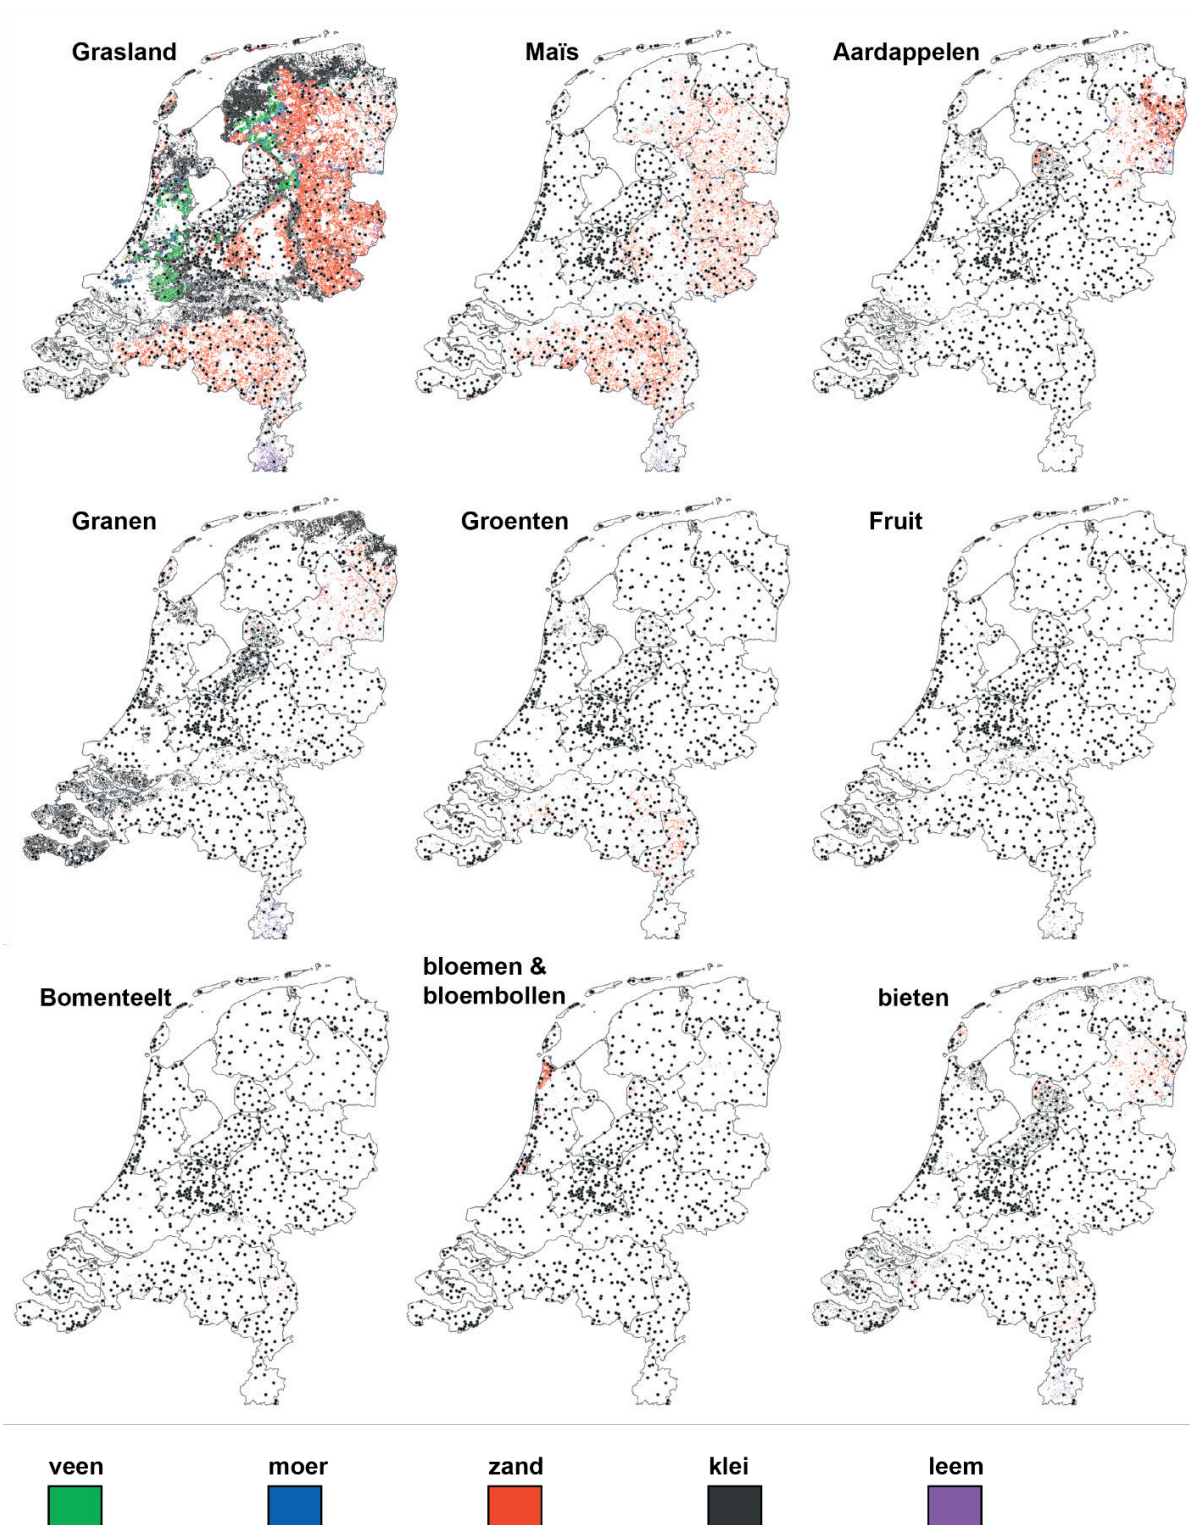 Grasland
Maïs
Aardappelen
Granen
Groenten
Fruit
Bomenteelt
bloemen &
bloembollen
bieten
veen
moer
zand
klei
leem